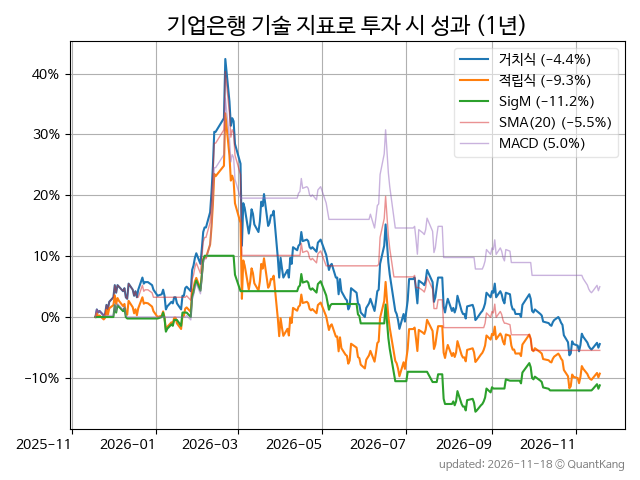 기업은행 기술 지표로 투자 시 성과 (1년)
거치식 (−4.4%)
적립식 (−9.3%)
SigM (−11.2%)
SMA(20) (−5.5%)
MACD (5.0%)
40%
30%
20%
10%
0%
−10%
2025-11 2026-01 2026-03 2026-05 2026-07 2026-09 2026-11
updated: 2026-11-18 © QuantKang